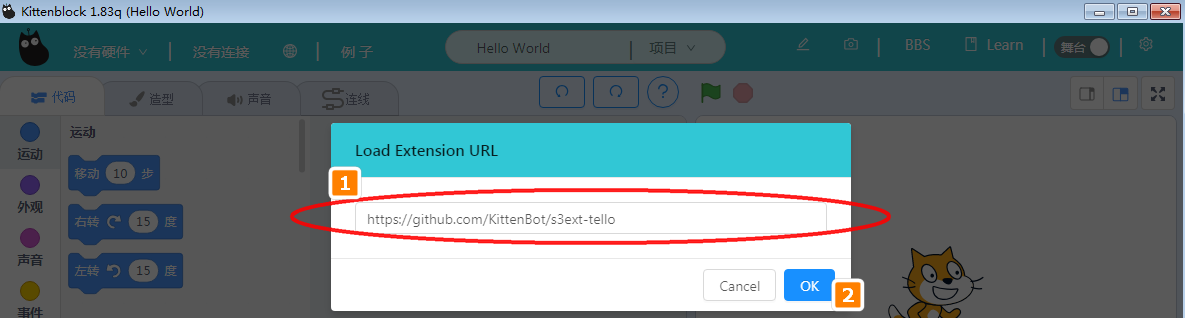 Kittenblock 1.83q (Hello World)
没有硬件 没有连接 例子 Hello World 项目 BBS Learn 舞台
代码 造型 声音 连线
运动 运动
移动 10 步
外观
右转 15 度
声音
左转 15 度
事件
Load Extension URL
1
https://github.com/KittenBot/s3ext-tello
Cancel OK 2